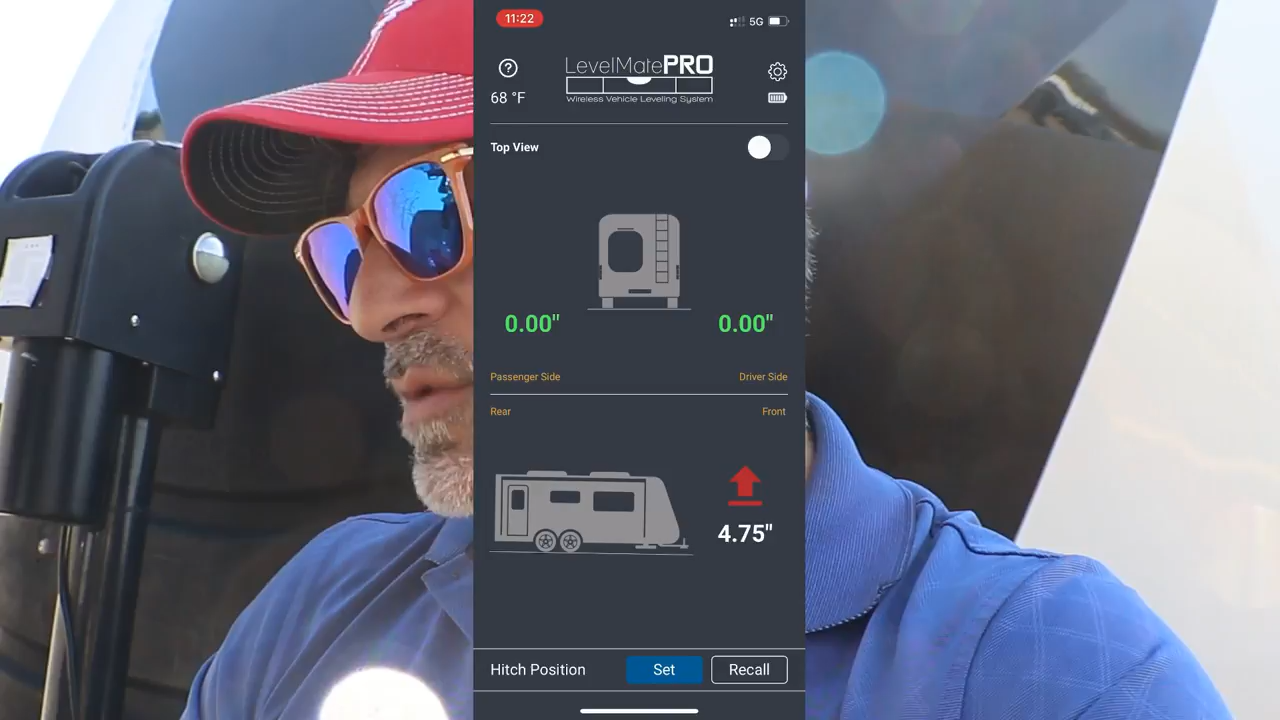 11:22
5G
LevelMatePRO
Wireless Vehicle Leveling System
68 °F
Top View
0.00" 0.00"
Passenger Side Driver Side
Rear Front
4.75"
Hitch Position Set Recall